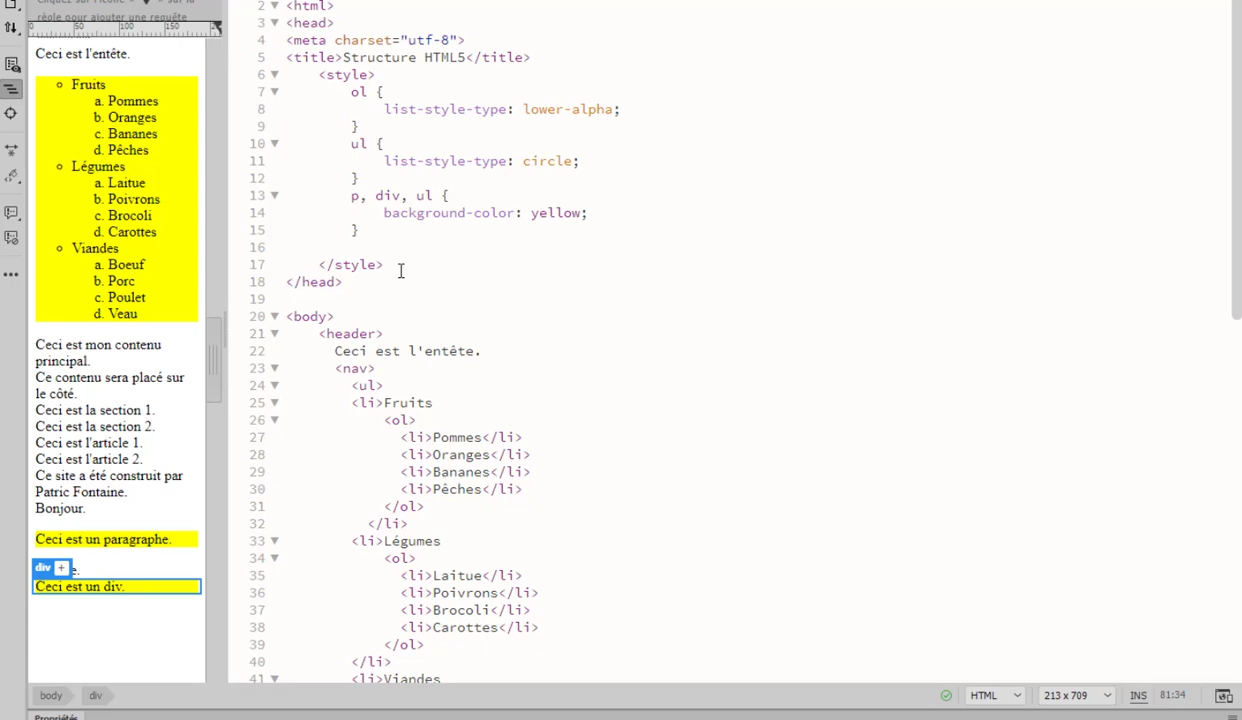 règle pour ajouter une requête
0 50 100 150
Ceci est l'entête.
Fruits
a. Pommes
b. Oranges
c. Bananes
d. Pêches
Légumes
a. Laitue
b. Poivrons
c. Brocoli
d. Carottes
Viandes
a. Boeuf
b. Porc
c. Poulet
d. Veau
Ceci est mon contenu
principal.
Ce contenu sera placé sur
le côté.
Ceci est la section 1.
Ceci est la section 2.
Ceci est l'article 1.
Ceci est l'article 2.
Ce site a été construit par
Patric Fontaine.
Bonjour.
Ceci est un paragraphe.
div + e.
Ceci est un div.
2 <html>
3 <head>
4 <meta charset="utf-8">
5 <title>Structure HTML5</title>
6 <style>
7 ol {
8 list-style-type: lower-alpha;
9 }
10 ul {
11 list-style-type: circle;
12 }
13 p, div, ul {
14 background-color: yellow;
15 }
16
17 </style>
18 </head>
19
20 <body>
21 <header>
22 Ceci est l'entête.
23 <nav>
24 <ul>
25 <li>Fruits
26 <ol>
27 <li>Pommes</li>
28 <li>Oranges</li>
29 <li>Bananes</li>
30 <li>Pêches</li>
31 </ol>
32 </li>
33 <li>Légumes
34 <ol>
35 <li>Laitue</li>
36 <li>Poivrons</li>
37 <li>Brocoli</li>
38 <li>Carottes</li>
39 </ol>
40 </li>
41 <li>Viandes
body div
HTML 213 x 709 INS 81:34
Propriétés